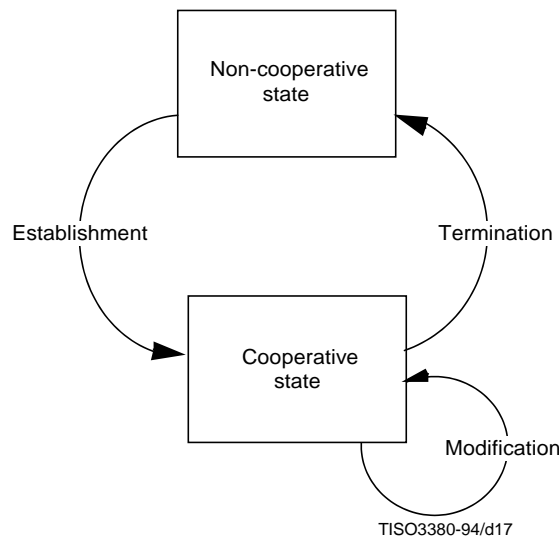 Non-cooperative
state
Establishment
Termination
Cooperative
state
Modification
TISO3380-94/d17